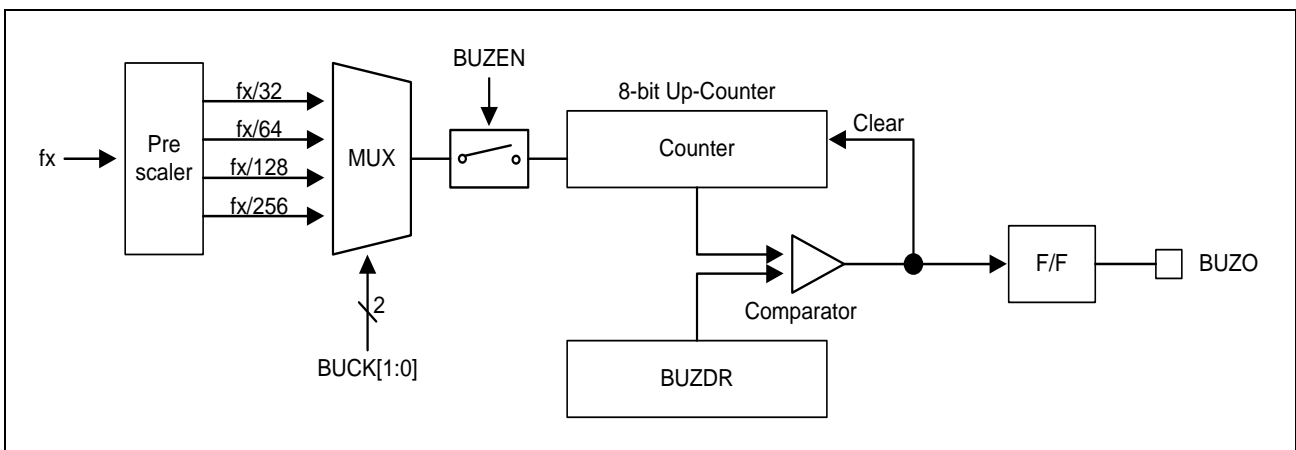 BUZEN
fx/32
fx/64
fx/128
fx/256
fx
Pre
scaler
MUX
8-bit Up-Counter
Counter
Clear
F/F
BUZO
Comparator
2
BUCK[1:0]
BUZDR